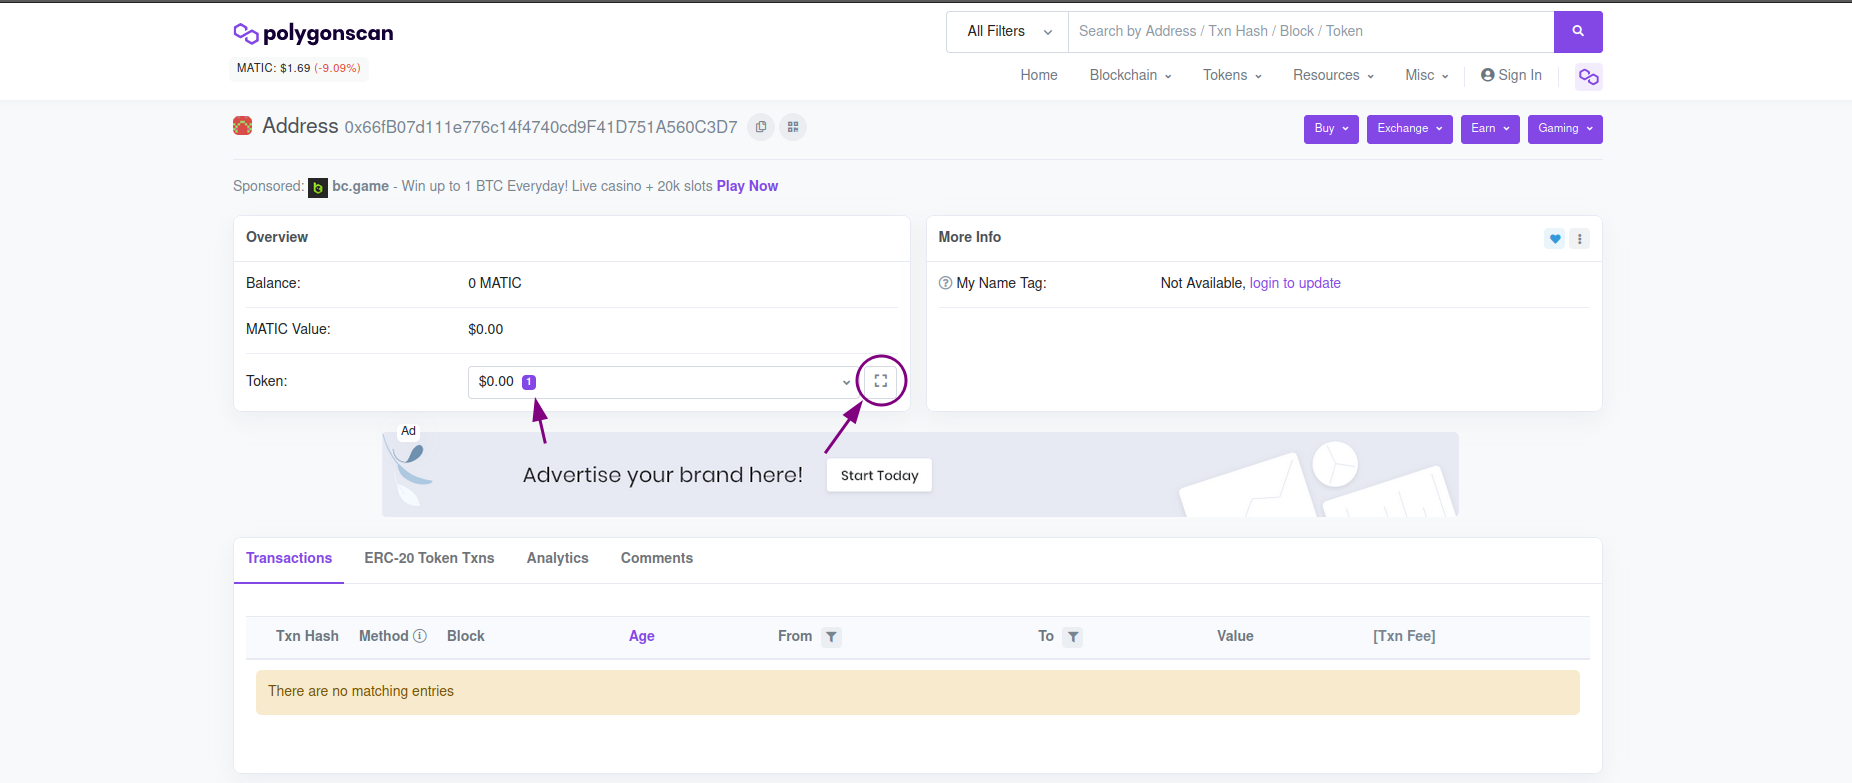 polygonscan
MATIC: $1.69 (-9.09%)
All Filters
Search by Address / Txn Hash / Block / Token
Home Blockchain Tokens Resources Misc Sign In
Address 0x66fB07d111e776c14f4740cd9F41D751A560C3D7
Buy Exchange Earn Gaming
Sponsored: bc.game - Win up to 1 BTC Everyday! Live casino + 20k slots Play Now
Overview
Balance: 0 MATIC
MATIC Value: $0.00
Token: $0.00 1
More Info
My Name Tag: Not Available, login to update
Ad
Advertise your brand here! Start Today
Transactions ERC-20 Token Txns Analytics Comments
Txn Hash Method Block Age From To Value [Txn Fee]
There are no matching entries